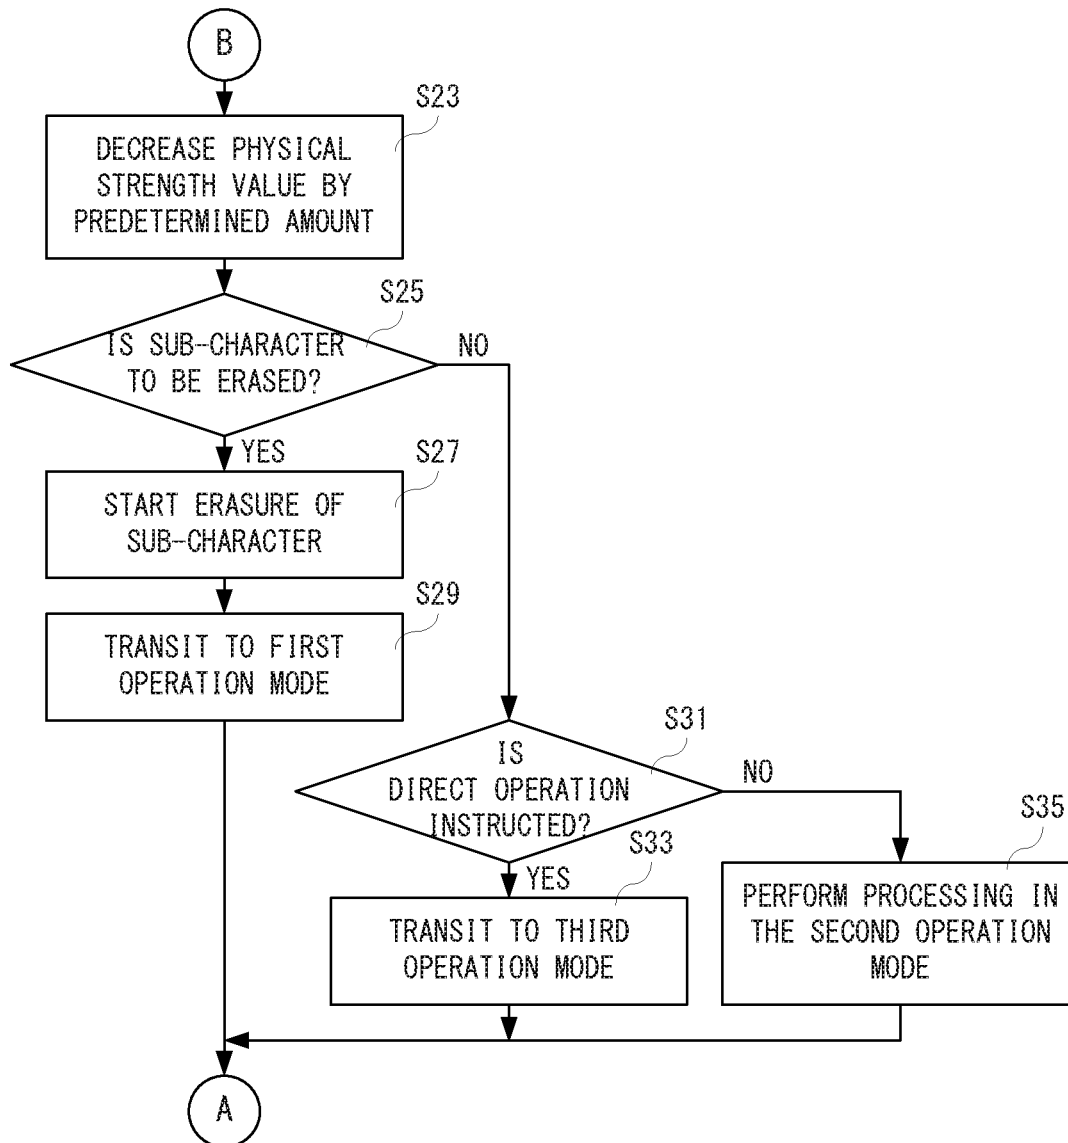 B
S23
DECREASE PHYSICAL
STRENGTH VALUE BY
PREDETERMINED AMOUNT
S25
IS SUB-CHARACTER
TO BE ERASED?
NO
YES
S27
START ERASURE OF
SUB-CHARACTER
S29
TRANSIT TO FIRST
OPERATION MODE
S31
IS
DIRECT OPERATION
INSTRUCTED?
NO
YES
S33
TRANSIT TO THIRD
OPERATION MODE
S35
PERFORM PROCESSING IN
THE SECOND OPERATION
MODE
A